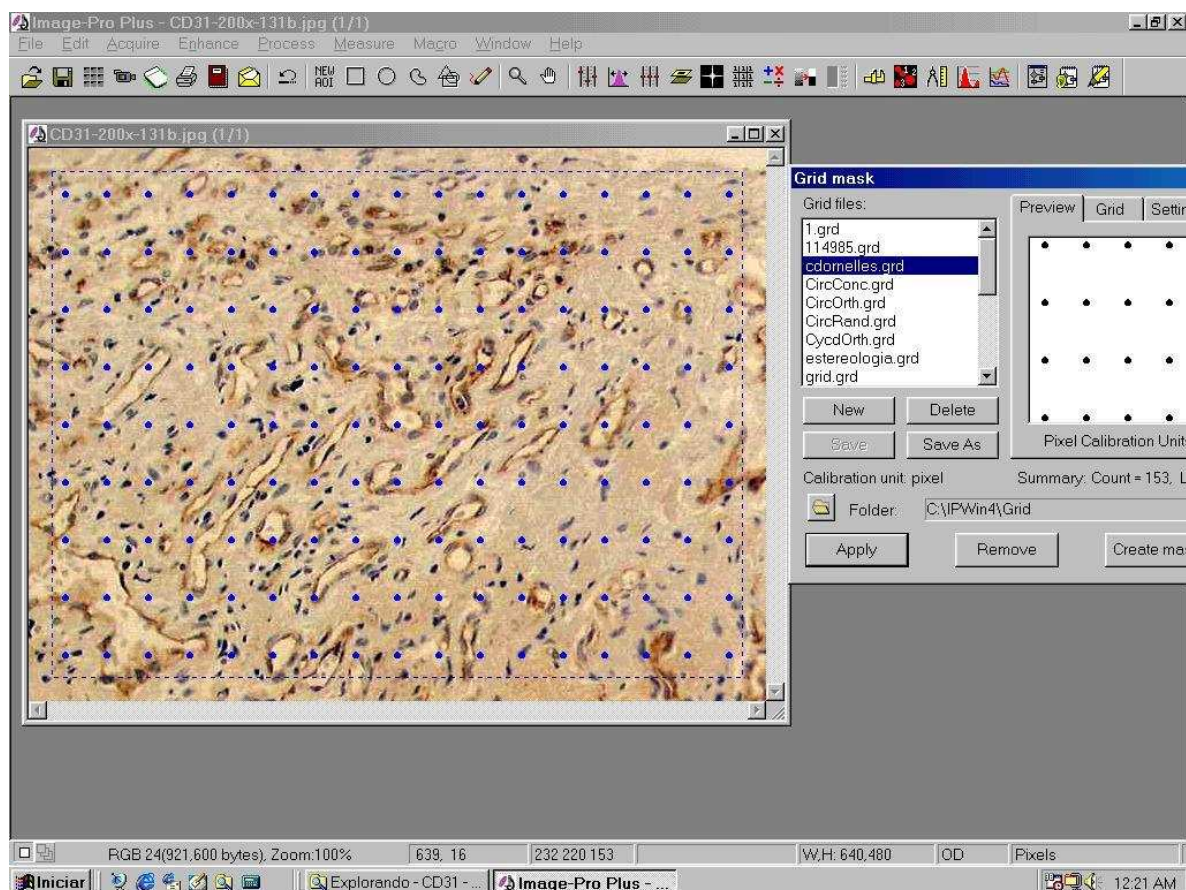 Image-Pro Plus - CD31-200x-131b.jpg (1/1)
File Edit Acquire Enhance Process Measure Macro Window Help
NEW
AOI
CD31-200x-131b.jpg (1/1)
Grid mask
Grid files:
1.grd
114985.grd
cdornelles.grd
CircConc.grd
CircOrth.grd
CircRand.grd
CycdOrth.grd
estereologia.grd
grid.grd
Preview Grid Settin
New Delete
Save Save As
Pixel Calibration Unit
Calibration unit: pixel
Summary: Count = 153, L
Folder: C:\IPWin4\Grid
Apply Remove Create mas
RGB 24(921,600 bytes), Zoom:100% 639, 16 232 220 153 W,H: 640,480 OD Pixels
Iniciar Explorando - CD31 - ... Image-Pro Plus - ... 12:21 AM